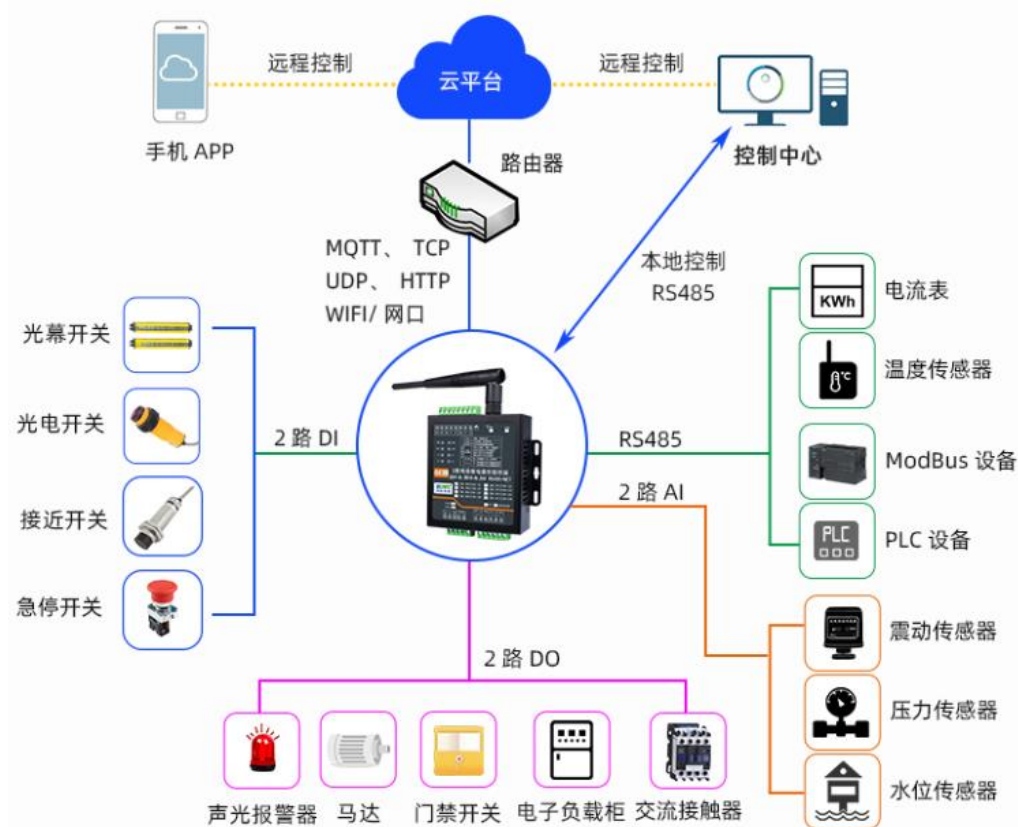 远程控制
云平台
远程控制
手机 APP
控制中心
路由器
MQTT、 TCP
UDP、 HTTP
WIFI/ 网口
本地控制
RS485
光幕开关
光电开关
接近开关
急停开关
2 路 DI
RS485
2 路 AI
KWh
电流表
℃
温度传感器
ModBus 设备
PLC
PLC 设备
震动传感器
压力传感器
水位传感器
2 路 DO
声光报警器
马达
门禁开关
电子负载柜
交流接触器